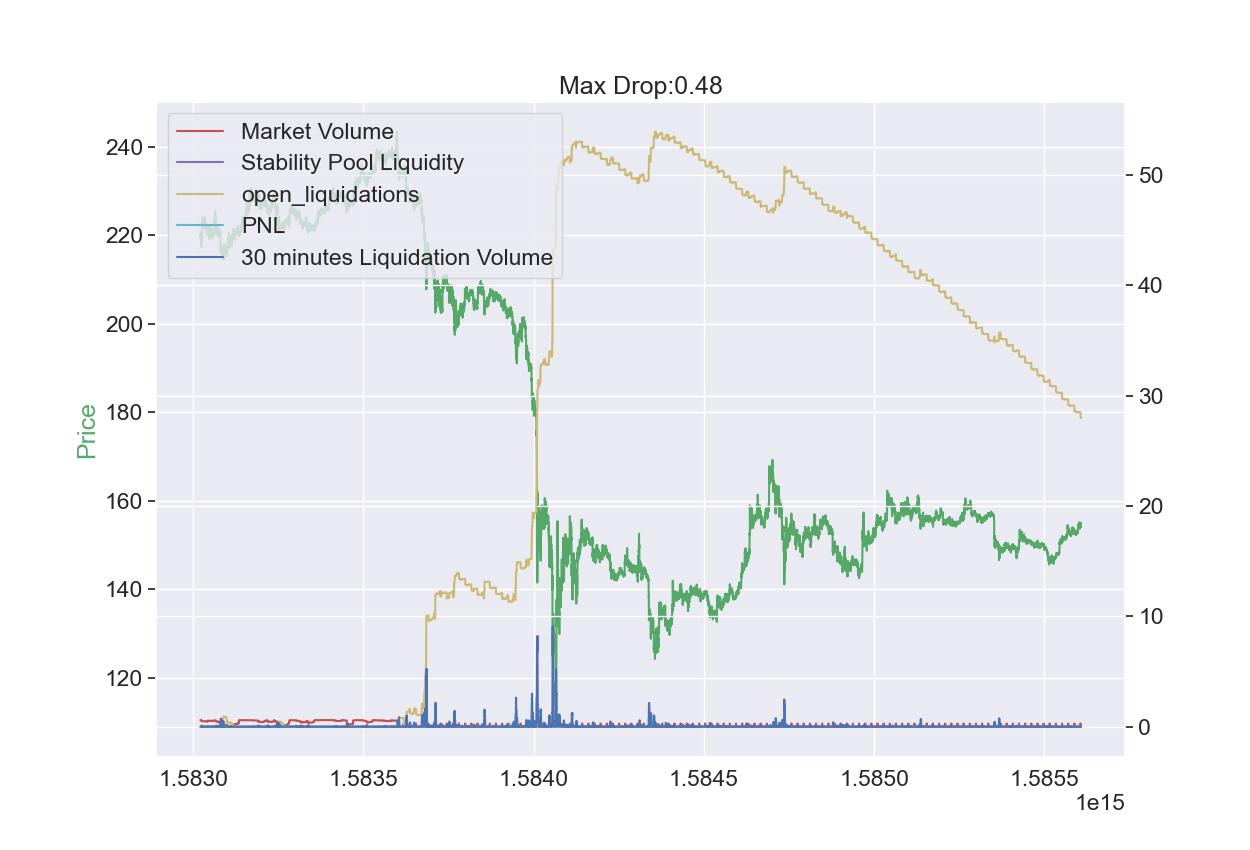 Max Drop:0.48
Market Volume
Stability Pool Liquidity
open_liquidations
PNL
30 minutes Liquidation Volume
Price
240
220
200
180
160
140
120
50
40
30
20
10
0
1.5830 1.5835 1.5840 1.5845 1.5850 1.5855
1e15